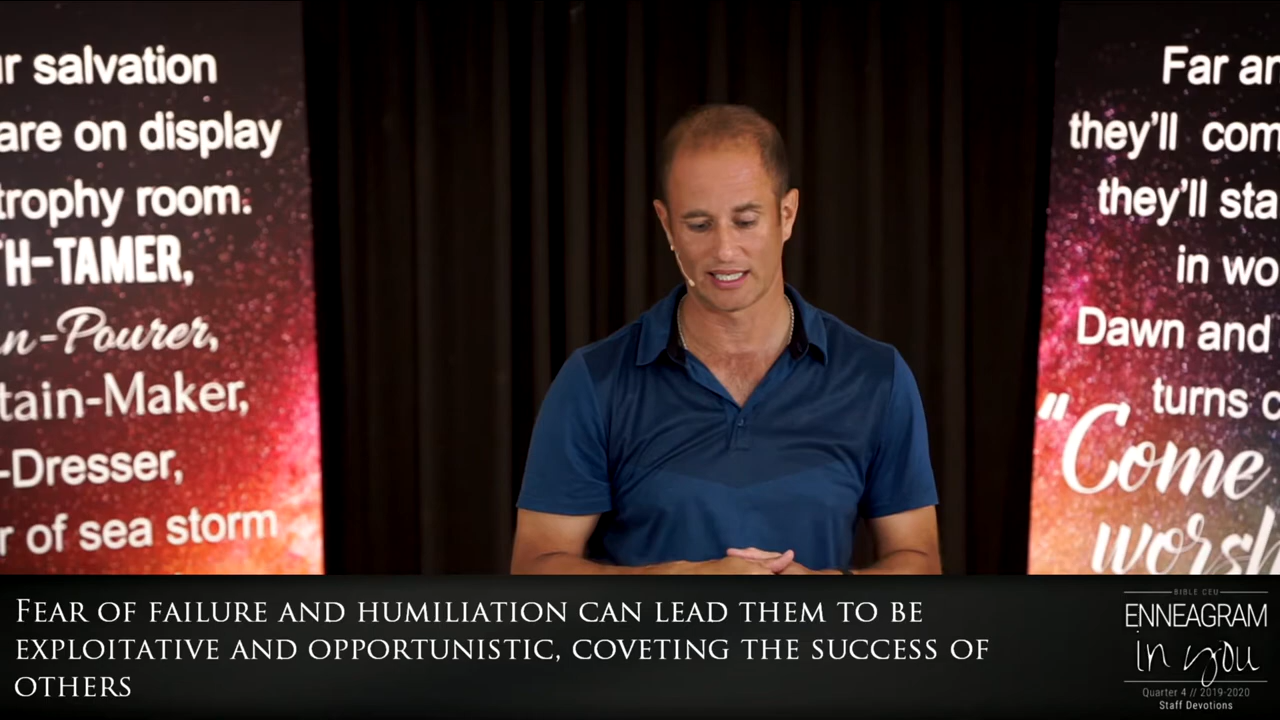 salvation
are on display
trophy room.
H-TAMER,
n-Pourer,
tain-Maker,
-Dresser,
of sea storm
Far
they'll com
they'll sta
in wo
Dawn and
turns
"Come
worsh
FEAR OF FAILURE AND HUMILIATION CAN LEAD THEM TO BE
EXPLOITATIVE AND OPPORTUNISTIC, COVETING THE SUCCESS OF
OTHERS
BIBLE CEU
ENNEAGRAM
in you
Quarter 4 // 2019-2020
Staff Devotions